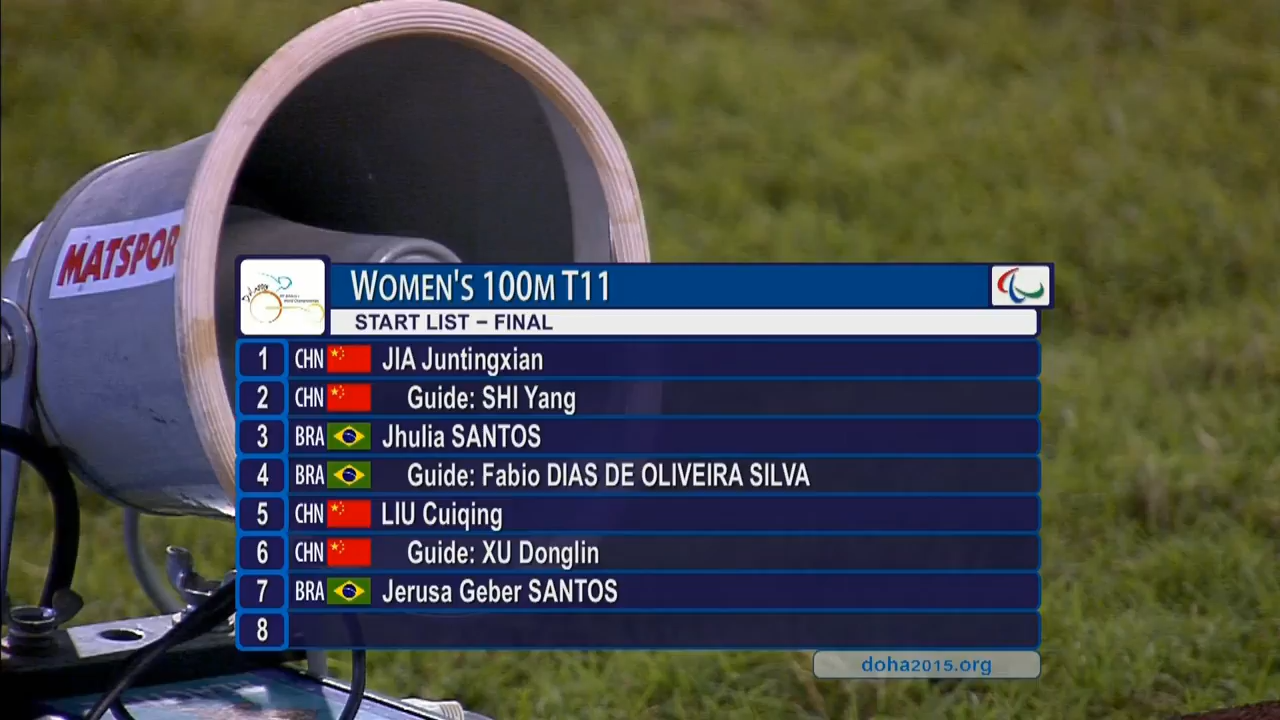 MATSPOR
WOMEN'S 100M T11
START LIST – FINAL
1 CHN JIA Juntingxian
2 CHN Guide: SHI Yang
3 BRA Jhulia SANTOS
4 BRA Guide: Fabio DIAS DE OLIVEIRA SILVA
5 CHN LIU Cuiqing
6 CHN Guide: XU Donglin
7 BRA Jerusa Geber SANTOS
8
doha2015.org